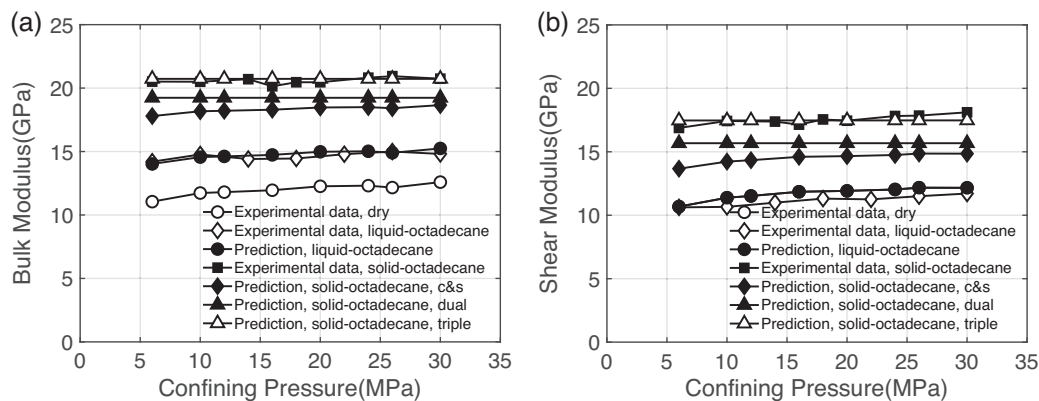 (a)
25
20
15
10
5
0
Bulk Modulus(GPa)
Experimental data, dry
Experimental data, liquid-octadecane
Prediction, liquid-octadecane
Experimental data, solid-octadecane
Prediction, solid-octadecane, c&s
Prediction, solid-octadecane, dual
Prediction, solid-octadecane, triple
0 5 10 15 20 25 30 35
Confining Pressure(MPa)
(b)
25
20
15
10
5
0
Shear Modulus(GPa)
Experimental data, dry
Experimental data, liquid-octadecane
Prediction, liquid-octadecane
Experimental data, solid-octadecane
Prediction, solid-octadecane, c&s
Prediction, solid-octadecane, dual
Prediction, solid-octadecane, triple
0 5 10 15 20 25 30 35
Confining Pressure(MPa)